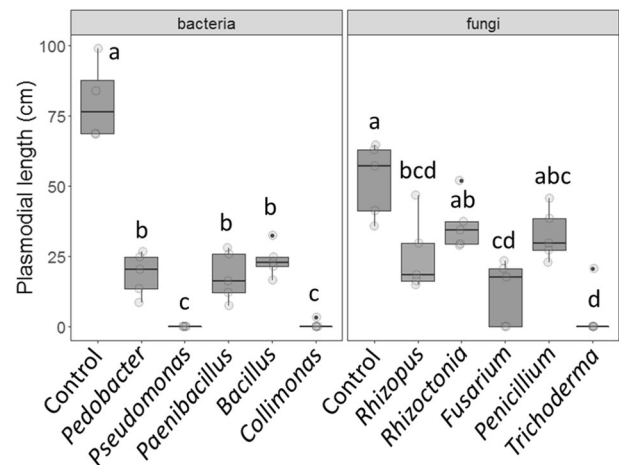 bacteria
fungi
Plasmodial length (cm)
100
75
50
25
0
a
b
c
b
b
c
a
bcd
ab
cd
abc
d
Control
Pedobacter
Pseudomonas
Paenibacillus
Bacillus
Collimonas
Control
Rhizopus
Rhizoctonia
Fusarium
Penicillium
Trichoderma